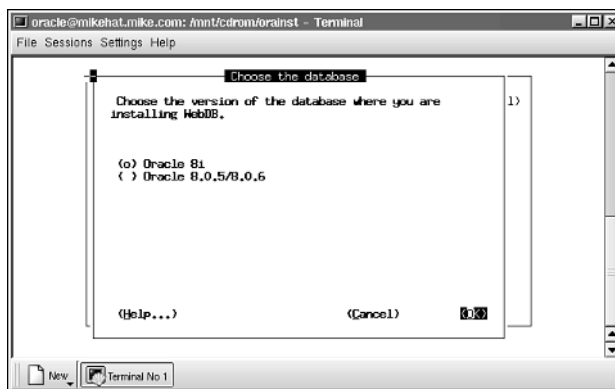 oracle@mikehat.mike.com: /mnt/cdrom/orainst - Terminal
File Sessions Settings Help
Choose the database
Choose the version of the database where you are
installing WebDB.
l)
(o) Oracle 8i
( ) Oracle 8.0.5/8.0.6
(Help...) (Cancel) (OK)
New Terminal No 1